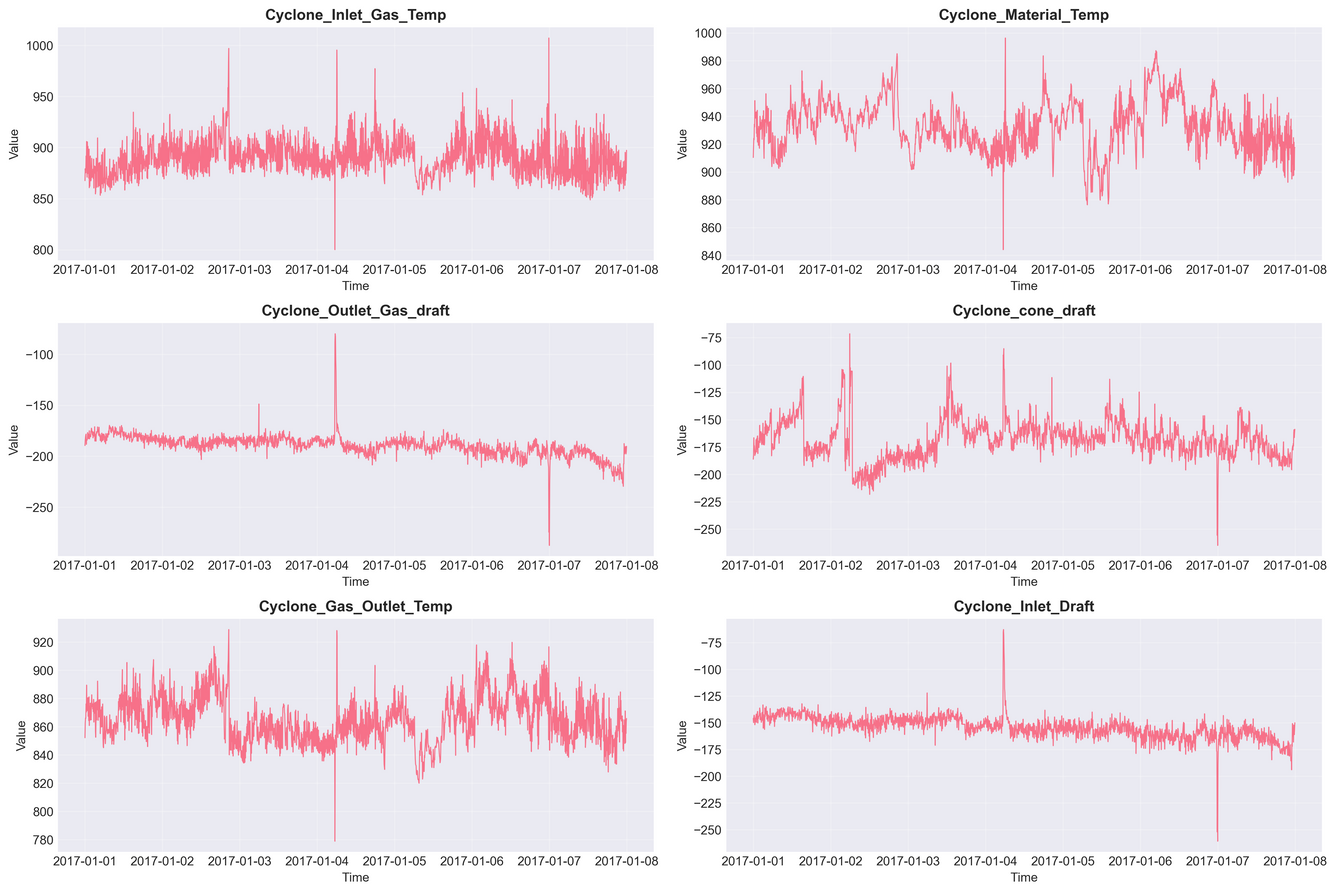 Cyclone_Inlet_Gas_Temp
1000
950
900
850
800
Value
2017-01-01 2017-01-02 2017-01-03 2017-01-04 2017-01-05 2017-01-06 2017-01-07 2017-01-08
Time
Cyclone_Material_Temp
1000
980
960
940
920
900
880
860
840
Value
2017-01-01 2017-01-02 2017-01-03 2017-01-04 2017-01-05 2017-01-06 2017-01-07 2017-01-08
Time
Cyclone_Outlet_Gas_draft
−100
−150
−200
−250
Value
2017-01-01 2017-01-02 2017-01-03 2017-01-04 2017-01-05 2017-01-06 2017-01-07 2017-01-08
Time
Cyclone_cone_draft
−75
−100
−125
−150
−175
−200
−225
−250
Value
2017-01-01 2017-01-02 2017-01-03 2017-01-04 2017-01-05 2017-01-06 2017-01-07 2017-01-08
Time
Cyclone_Gas_Outlet_Temp
920
900
880
860
840
820
800
780
Value
2017-01-01 2017-01-02 2017-01-03 2017-01-04 2017-01-05 2017-01-06 2017-01-07 2017-01-08
Time
Cyclone_Inlet_Draft
−75
−100
−125
−150
−175
−200
−225
−250
Value
2017-01-01 2017-01-02 2017-01-03 2017-01-04 2017-01-05 2017-01-06 2017-01-07 2017-01-08
Time